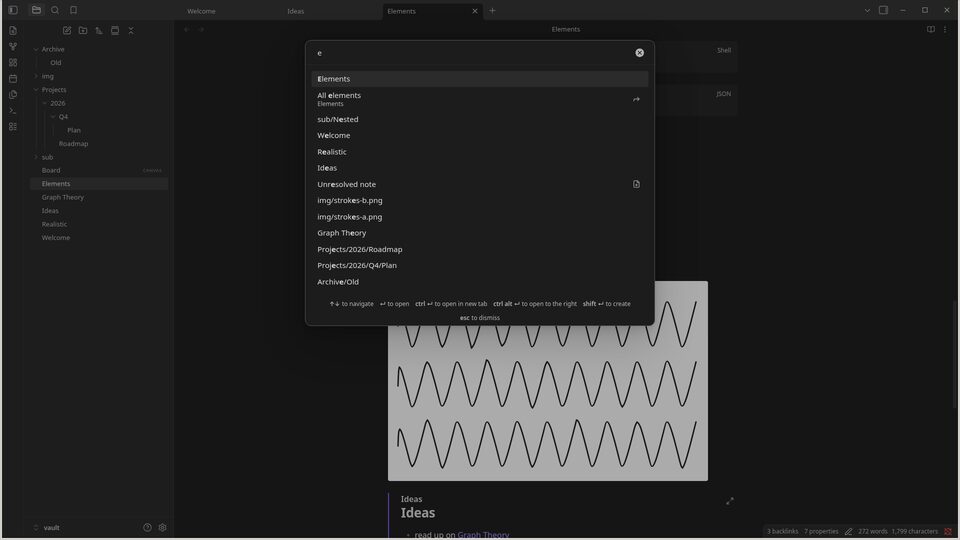 Welcome
Ideas
Elements
Elements
Archive
Old
img
Projects
2026
Q4
Plan
Roadmap
sub
Board
CANVAS
Elements
Graph Theory
Ideas
Realistic
Welcome
vault
Shell
JSON
e
Elements
All elements
Elements
sub/Nested
Welcome
Realistic
Ideas
Unresolved note
img/strokes-b.png
img/strokes-a.png
Graph Theory
Projects/2026/Roadmap
Projects/2026/Q4/Plan
Archive/Old
↑↓ to navigate ↵ to open ctrl ↵ to open in new tab ctrl alt ↵ to open to the right shift ↵ to create
esc to dismiss
Ideas
Ideas
• read up on Graph Theory
3 backlinks 7 properties 272 words 1,799 characters